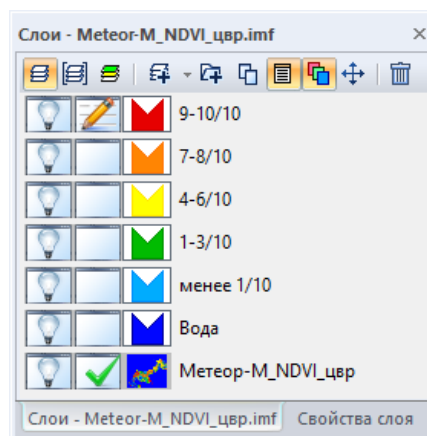 Слои - Meteor-M_NDVI_цвр.imf
9-10/10
7-8/10
4-6/10
1-3/10
менее 1/10
Вода
Метеор-М_NDVI_цвр
Слои - Meteor-M_NDVI_цвр.imf Свойства слоя